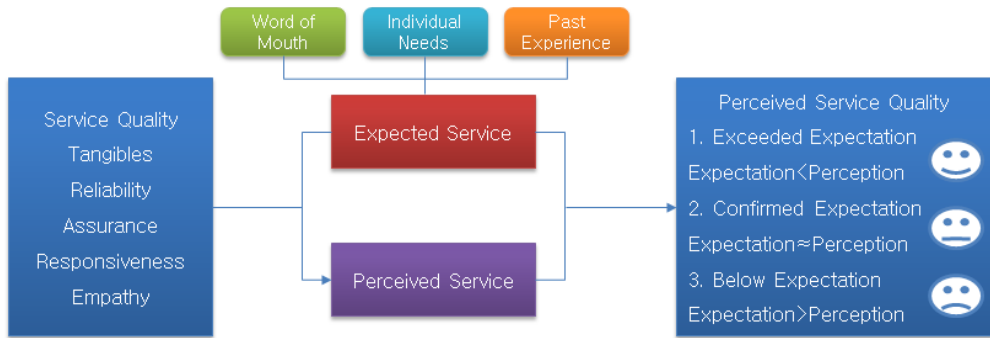 Word of
Mouth
Individual
Needs
Past
Experience
Service Quality
Tangibles
Reliability
Assurance
Responsiveness
Empathy
Expected Service
Perceived Service
Perceived Service Quality
1. Exceeded Expectation
Expectation<Perception
2. Confirmed Expectation
Expectation≈Perception
3. Below Expectation
Expectation>Perception